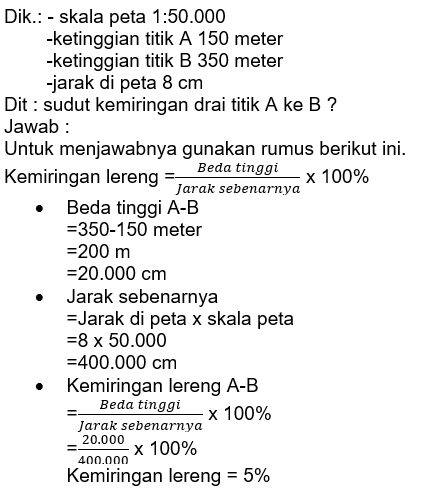 Dik.: - skala peta 1:50.000
-ketinggian titik A 150 meter
-ketinggian titik B 350 meter
-jarak di peta 8 cm
Dit : sudut kemiringan drai titik A ke B ?
Jawab :
Untuk menjawabnya gunakan rumus berikut ini.
Kemiringan lereng = Beda tinggi / Jarak sebenarnya x 100%
• Beda tinggi A-B
=350-150 meter
=200 m
=20.000 cm
• Jarak sebenarnya
=Jarak di peta x skala peta
=8 x 50.000
=400.000 cm
• Kemiringan lereng A-B
= Beda tinggi / Jarak sebenarnya x 100%
= 20.000 / 400.000 x 100%
Kemiringan lereng = 5%